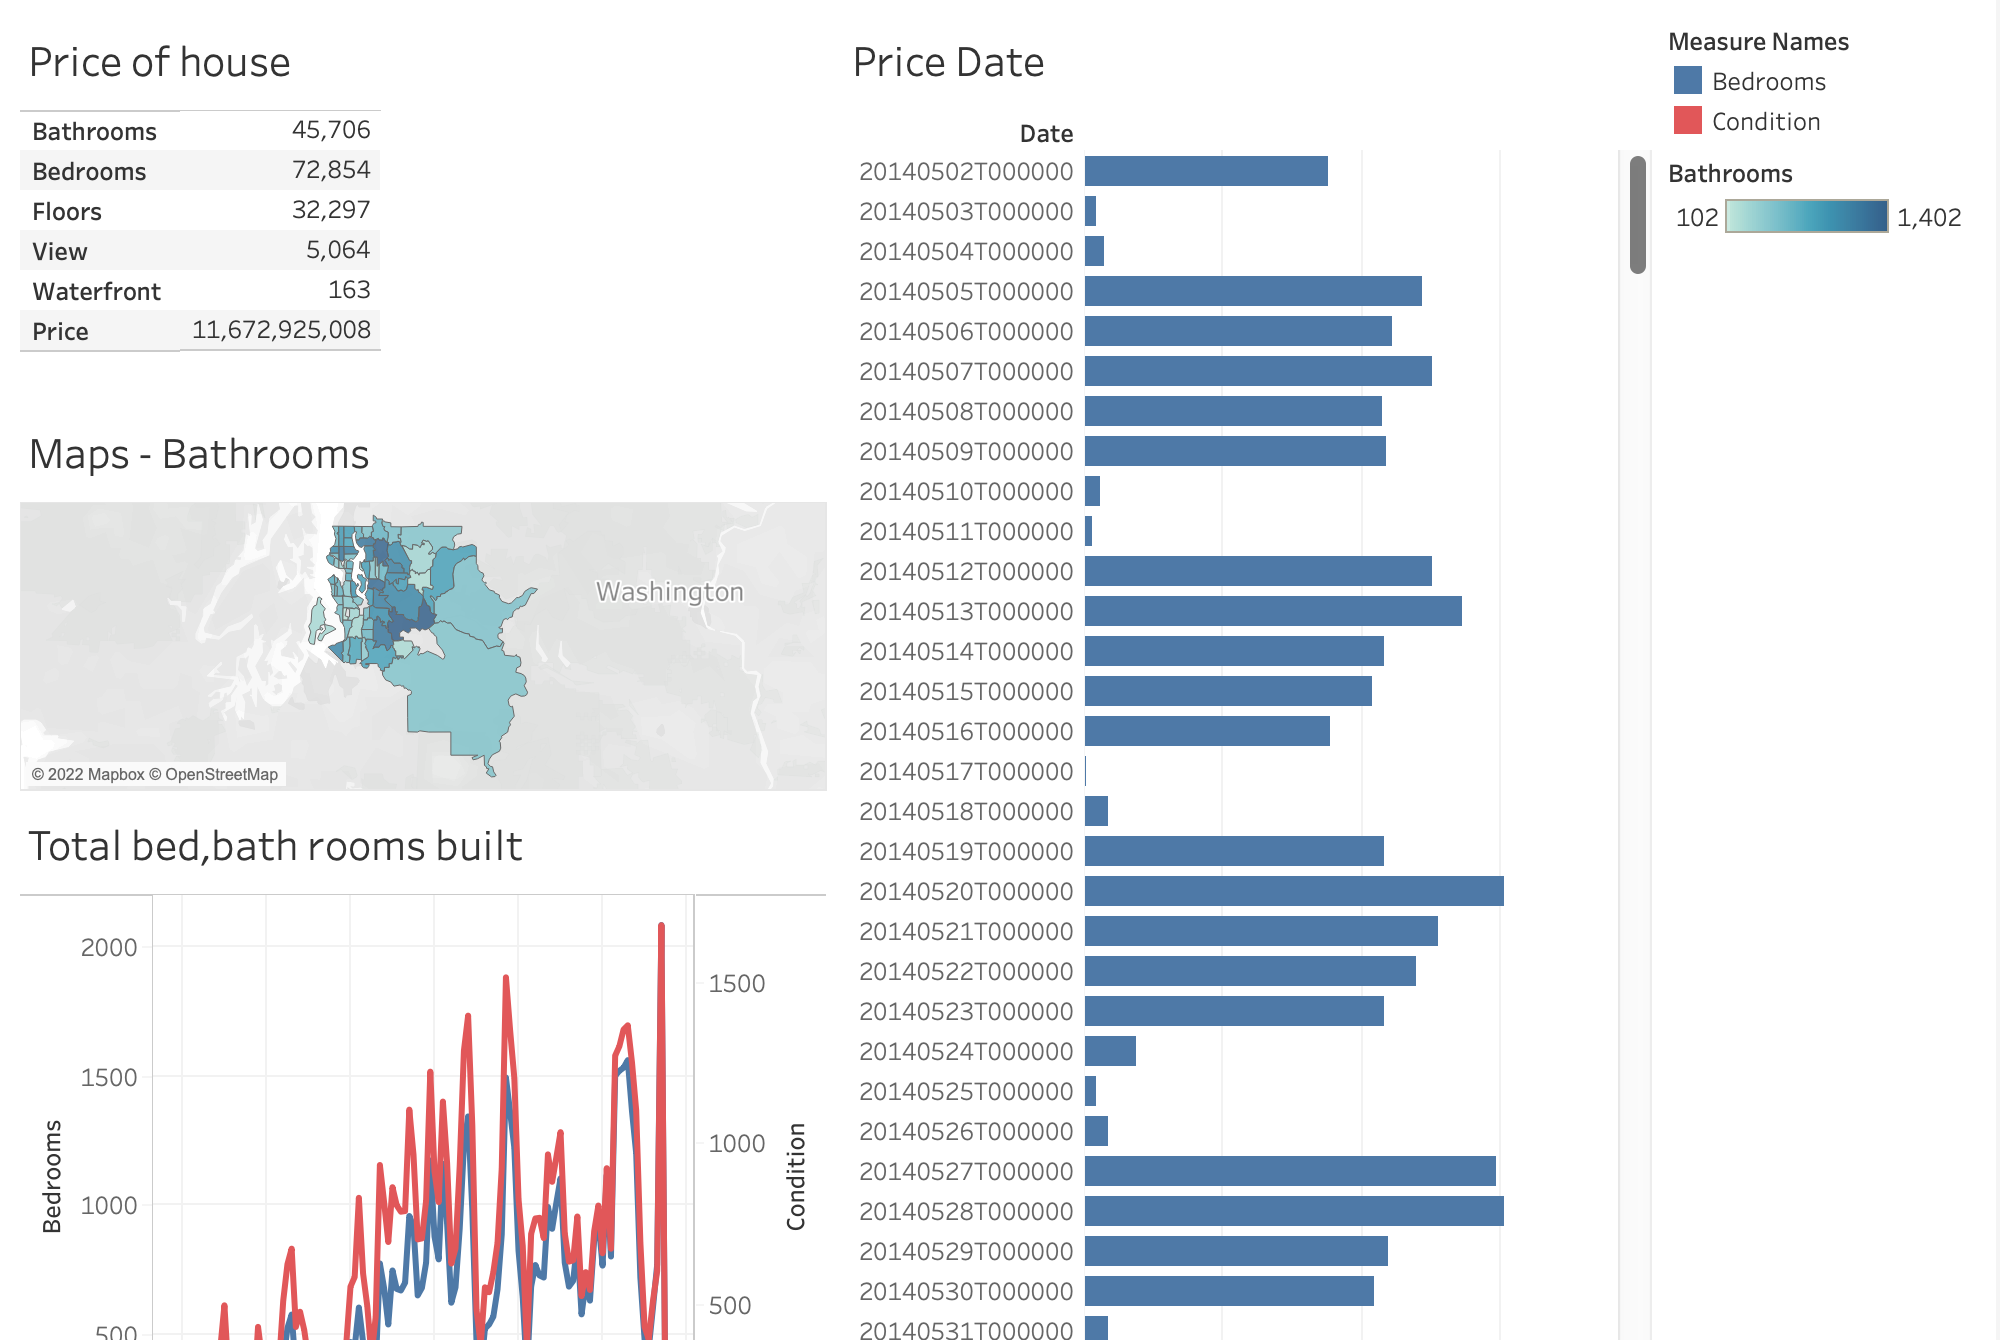 Price of house
Bathrooms 45,706
Bedrooms 72,854
Floors 32,297
View 5,064
Waterfront 163
Price 11,672,925,008
Maps - Bathrooms
Washington
© 2022 Mapbox © OpenStreetMap
Total bed,bath rooms built
2000
1500
1000
500
Bedrooms
1500
1000
500
Condition
Price Date
Date
20140502T000000
20140503T000000
20140504T000000
20140505T000000
20140506T000000
20140507T000000
20140508T000000
20140509T000000
20140510T000000
20140511T000000
20140512T000000
20140513T000000
20140514T000000
20140515T000000
20140516T000000
20140517T000000
20140518T000000
20140519T000000
20140520T000000
20140521T000000
20140522T000000
20140523T000000
20140524T000000
20140525T000000
20140526T000000
20140527T000000
20140528T000000
20140529T000000
20140530T000000
20140531T000000
Measure Names
Bedrooms
Condition
Bathrooms
102 1,402